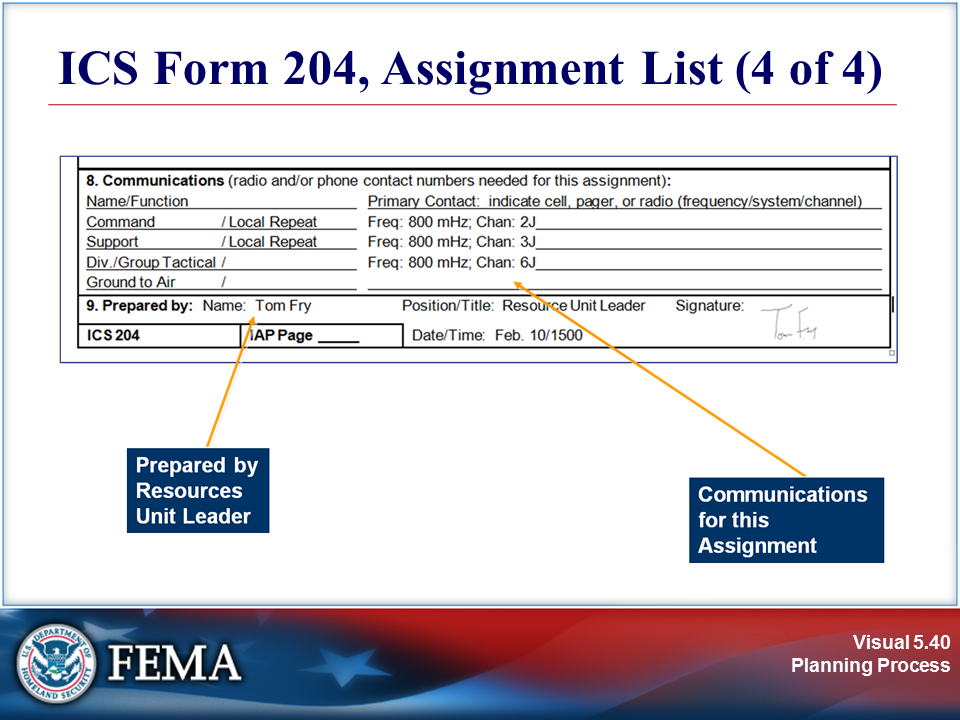 ICS Form 204, Assignment List (4 of 4)
8. Communications (radio and/or phone contact numbers needed for this assignment):
Name/Function Primary Contact: indicate cell, pager, or radio (frequency/system/channel)
Command / Local Repeat Freq: 800 mHz; Chan: 2J
Support / Local Repeat Freq: 800 mHz; Chan: 3J
Div./Group Tactical / Freq: 800 mHz; Chan: 6J
Ground to Air /
9. Prepared by: Name: Tom Fry Position/Title: Resource Unit Leader Signature: Tom Fry
ICS 204 IAP Page _____ Date/Time: Feb. 10/1500
Prepared by
Resources
Unit Leader
Communications
for this
Assignment
U.S. DEPARTMENT OF HOMELAND SECURITY
FEMA
Visual 5.40
Planning Process